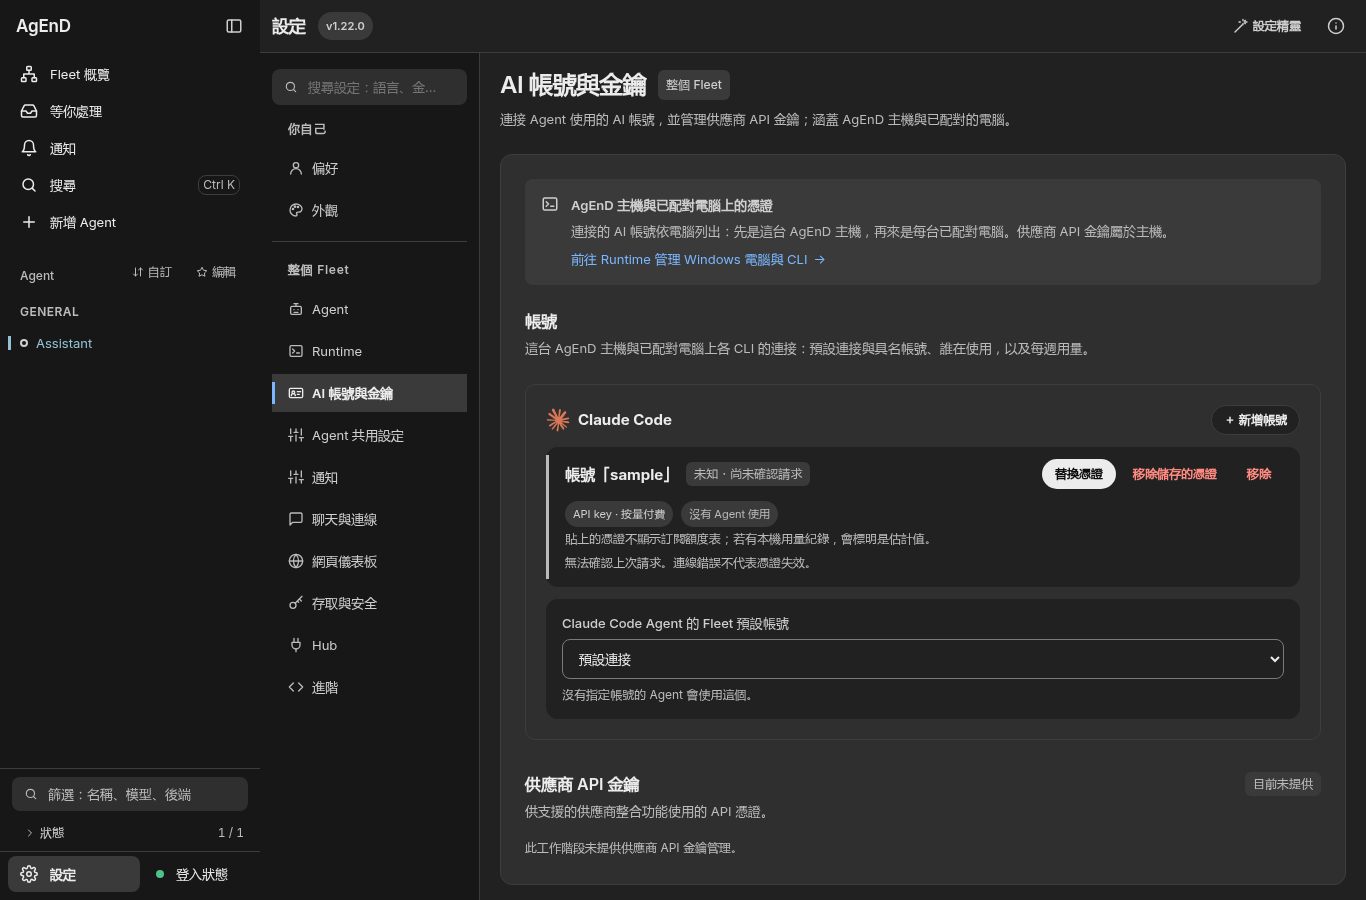 AgEnD
Fleet 概覽
等你處理
通知
搜尋
Ctrl K
新增 Agent
Agent
自訂
編輯
GENERAL
Assistant
篩選：名稱、模型、後端
狀態
1 / 1
設定
登入狀態
設定
v1.22.0
設定精靈
搜尋設定：語言、金...
你自己
偏好
外觀
整個 Fleet
Agent
Runtime
AI 帳號與金鑰
Agent 共用設定
通知
聊天與連線
網頁儀表板
存取與安全
Hub
進階
AI 帳號與金鑰
整個 Fleet
連接 Agent 使用的 AI 帳號，並管理供應商 API 金鑰；涵蓋 AgEnD 主機與已配對的電腦。
AgEnD 主機與已配對電腦上的憑證
連接的 AI 帳號依電腦列出：先是這台 AgEnD 主機，再來是每台已配對電腦。供應商 API 金鑰屬於主機。
前往 Runtime 管理 Windows 電腦與 CLI →
帳號
這台 AgEnD 主機與已配對電腦上各 CLI 的連接：預設連接與具名帳號、誰在使用，以及每週用量。
Claude Code
+ 新增帳號
帳號「sample」
未知 · 尚未確認請求
替換憑證
移除儲存的憑證
移除
API key · 按量付費
沒有 Agent 使用
貼上的憑證不顯示訂閱額度表；若有本機用量紀錄，會標明是估計值。
無法確認上次請求。連線錯誤不代表憑證失效。
Claude Code Agent 的 Fleet 預設帳號
預設連接
沒有指定帳號的 Agent 會使用這個。
供應商 API 金鑰
目前未提供
供支援的供應商整合功能使用的 API 憑證。
此工作階段未提供供應商 API 金鑰管理。